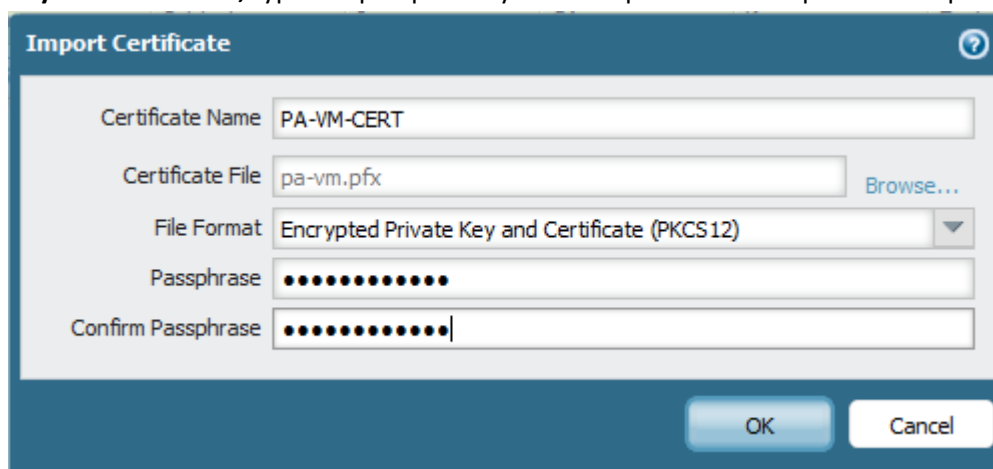 Import Certificate
Certificate Name PA-VM-CERT
Certificate File pa-vm.pfx Browse...
File Format Encrypted Private Key and Certificate (PKCS12)
Passphrase ●●●●●●●●●●●●
Confirm Passphrase ●●●●●●●●●●●●
OK Cancel